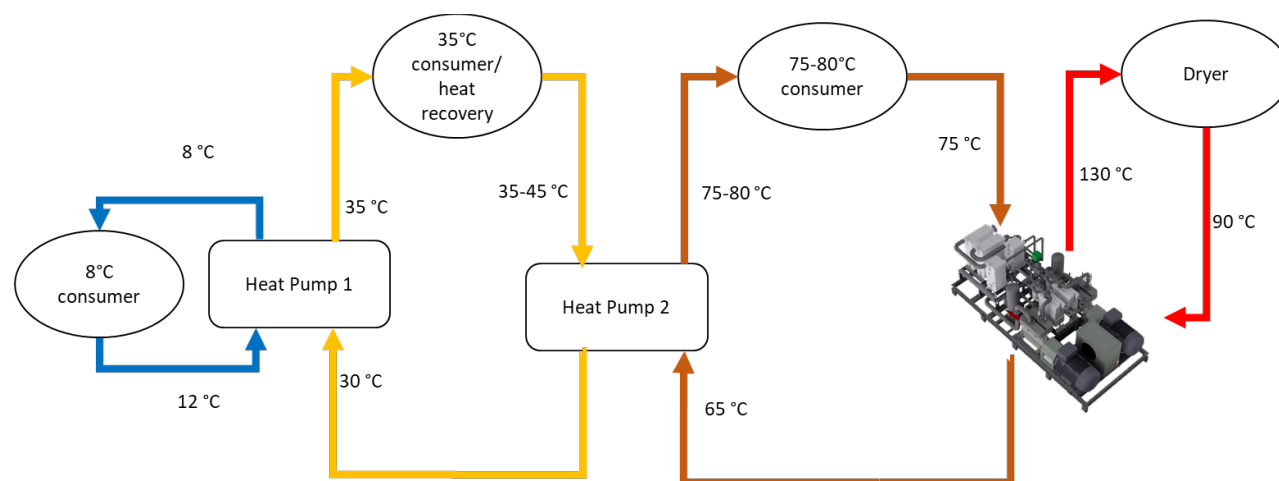 35°C
consumer/
heat
recovery
75-80°C
consumer
Dryer
8 °C
35 °C
35-45 °C
75-80 °C
75 °C
130 °C
90 °C
8°C
consumer
Heat Pump 1
Heat Pump 2
12 °C
30 °C
65 °C